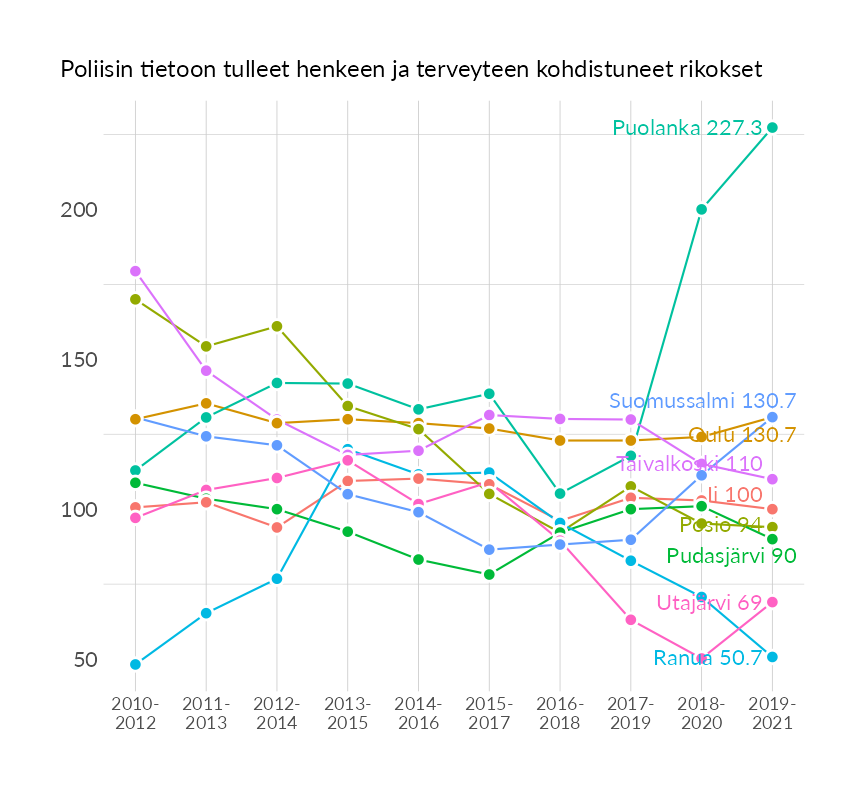 Poliisin tietoon tulleet henkeen ja terveyteen kohdistuneet rikokset
Puolanka 227.3
200
150
Suomussalmi 130.7
Oulu 130.7
Taivalkoski 110
Ii 100
100
Posio 94
Pudasjärvi 90
Utajärvi 69
Ranua 50.7
50
2010-2012
2011-2013
2012-2014
2013-2015
2014-2016
2015-2017
2016-2018
2017-2019
2018-2020
2019-2021